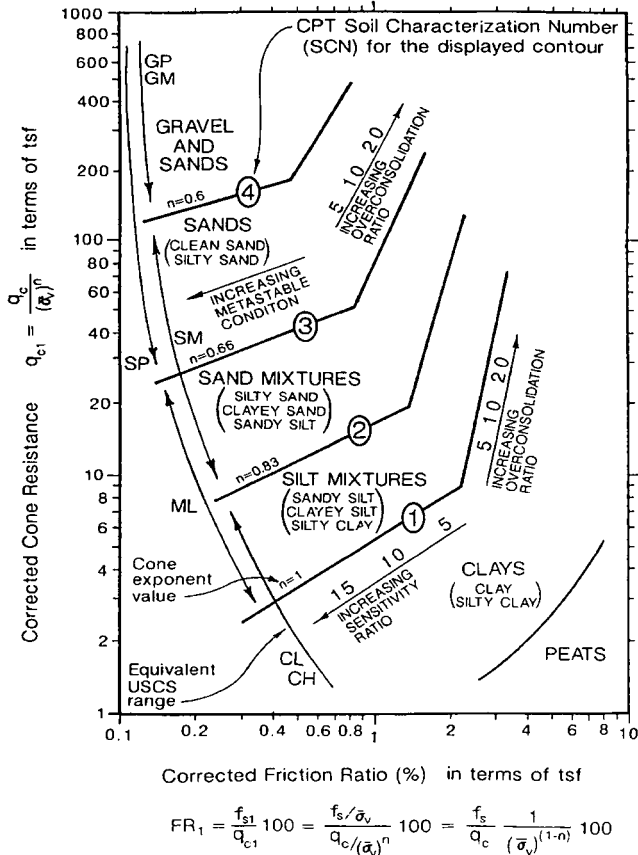 CPT Soil Characterization Number
(SCN) for the displayed contour
1000
800
600
400
200
100
80
60
40
20
10
8
6
4
2
1
Corrected Cone Resistance q_c1 = q_c / (σ̄_v)^n in terms of tsf
GP
GM
GRAVEL
AND
SANDS
n=0.6
4
SANDS
(CLEAN SAND
SILTY SAND)
5 10 20
INCREASING
OVERCONSOLIDATION
RATIO
INCREASING
METASTABLE
CONDITON
SM
SP
n=0.66
3
SAND MIXTURES
(SILTY SAND
CLAYEY SAND
SANDY SILT)
n=0.83
2
SILT MIXTURES
(SANDY SILT
CLAYEY SILT
SILTY CLAY)
5 10 20
INCREASING
OVERCONSOLIDATION
RATIO
ML
1
Cone
exponent
value
n=1
15 10 5
INCREASING
SENSITIVITY
RATIO
CLAYS
(CLAY
SILTY CLAY)
PEATS
Equivalent
USCS
range
CL
CH
0.1 0.2 0.4 0.6 0.8 1 2 4 6 8 10
Corrected Friction Ratio (%) in terms of tsf
FR_1 = f_s1 / q_c1 100 = f_s/σ̄_v / q_c/(σ̄_v)^n 100 = f_s / q_c 1 / (σ̄_v)^(1-n) 100